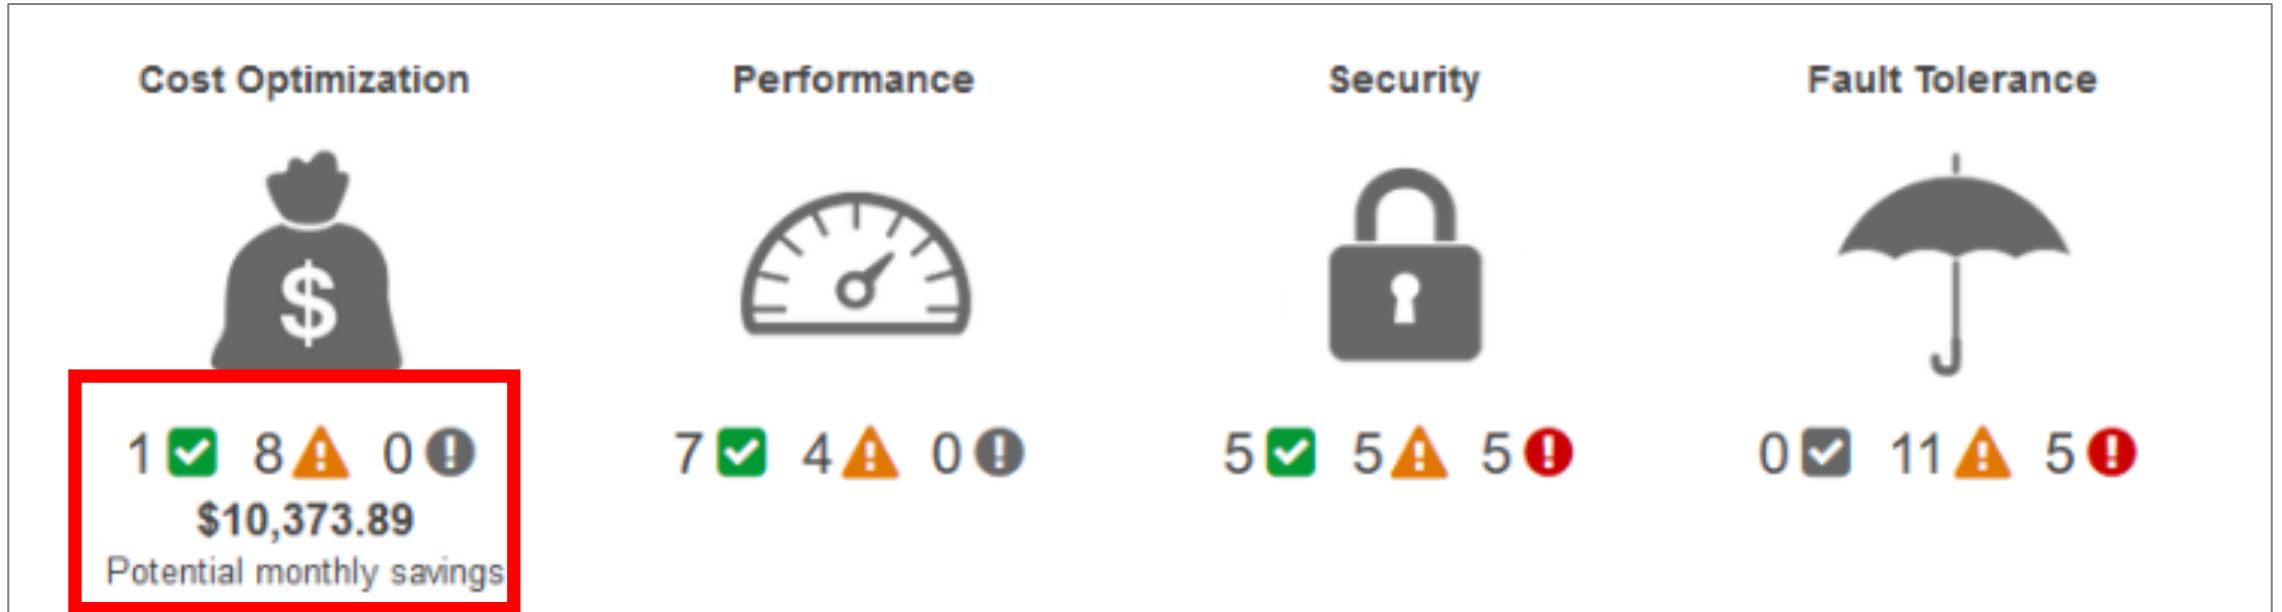 Cost Optimization
Performance
Security
Fault Tolerance
$
1 8 0
7 4 0
5 5 5
0 11 5
$10,373.89
Potential monthly savings